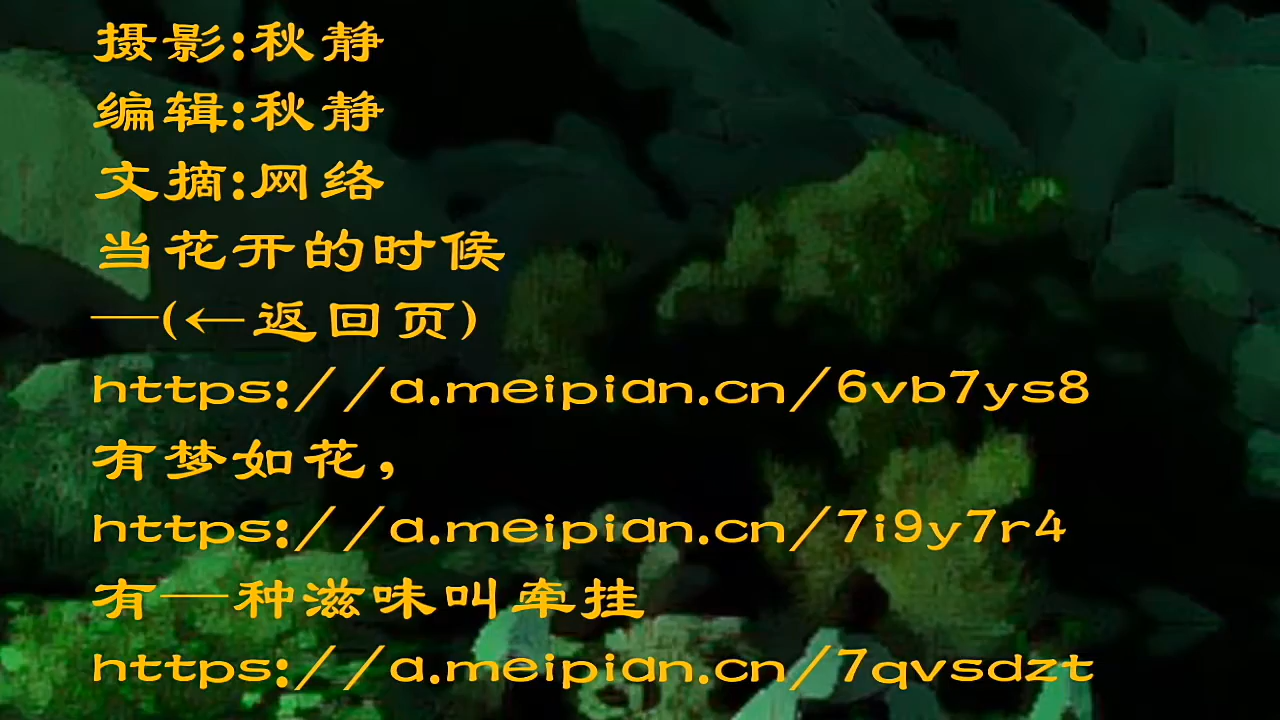 摄影:秋静
编辑:秋静
文摘:网络
当花开的时候
—(←返回页)
https://a.meipian.cn/6vb7ys8
有梦如花，
https://a.meipian.cn/7i9y7r4
有一种滋味叫牵挂
https://a.meipian.cn/7qvsdzt